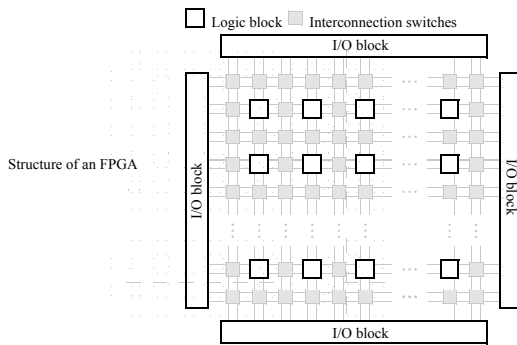 Logic block Interconnection switches
I/O block
Structure of an FPGA
I/O block
I/O block
I/O block